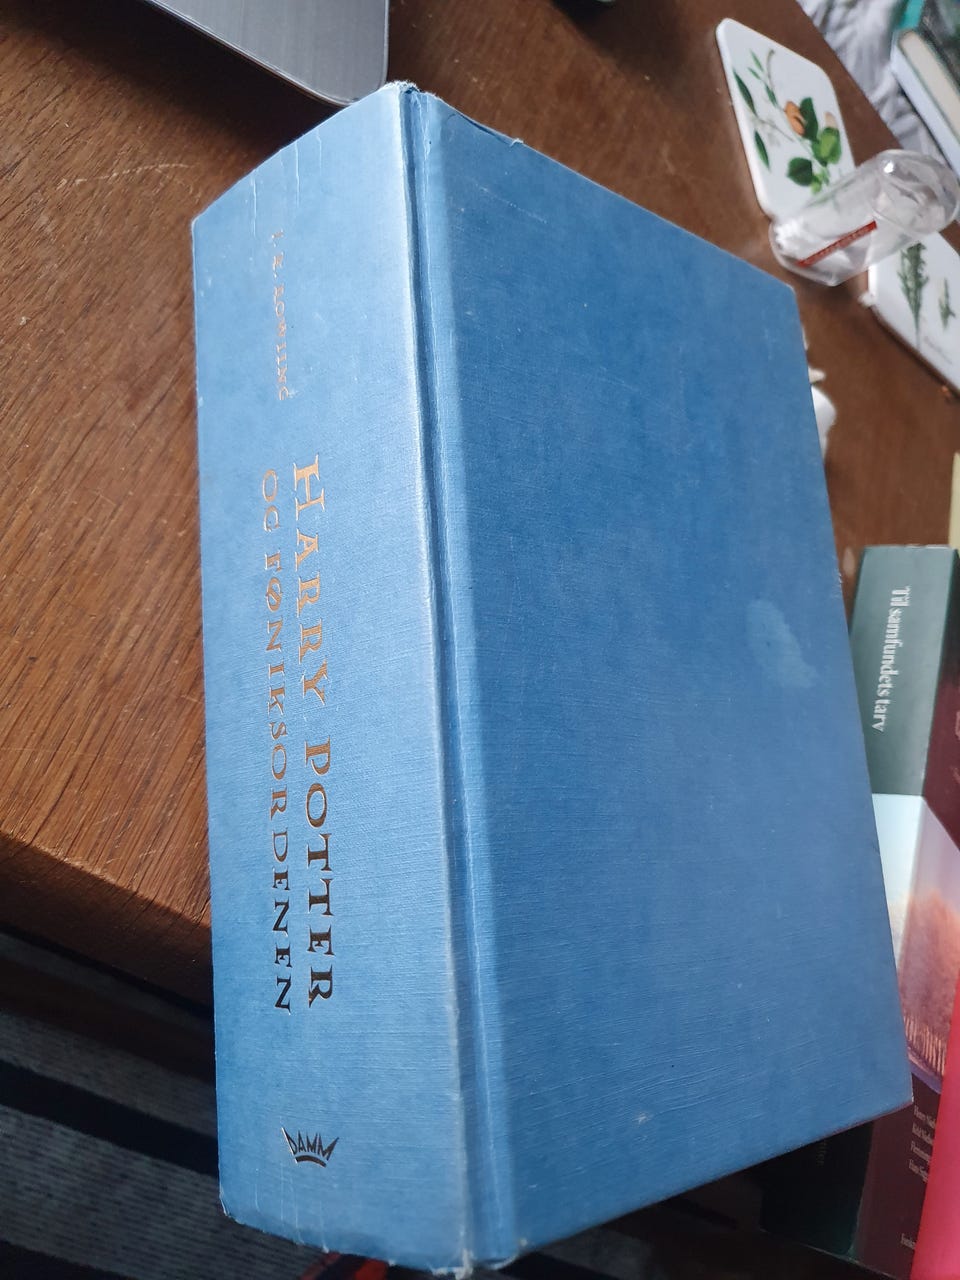 J. K. ROWLING
HARRY POTTER
OG FØNIKSORDENEN
DAMM
Til samfundets tarv